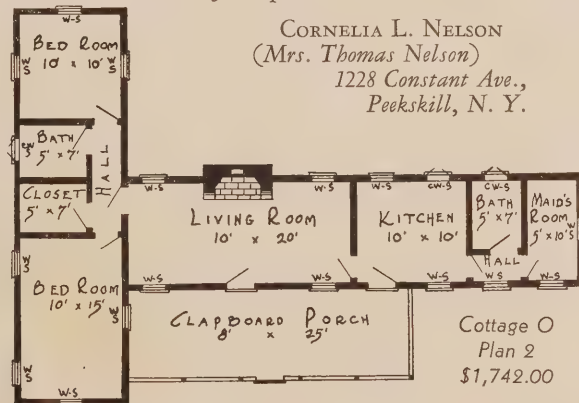 CORNELIA L. NELSON
(Mrs. Thomas Nelson)
1228 Constant Ave.,
Peekskill, N. Y.
W-S
BED ROOM
10' x 10'
W
S
W
S
BATH
5' x 7'
CW
S
HALL
CLOSET
5' x 7'
W-S
W-S
W-S
CW-S
CW-S
LIVING ROOM
10' x 20'
KITCHEN
10' x 10'
BATH
5' x 7'
MAID'S
ROOM
5' x 10'
W
S
HALL
W
S
BED ROOM
10' x 15'
W
S
W-S
W-S
W-S
W-S
W-S
W
S
W-S
CLAPBOARD PORCH
8' x 25'
Cottage O
Plan 2
$1,742.00